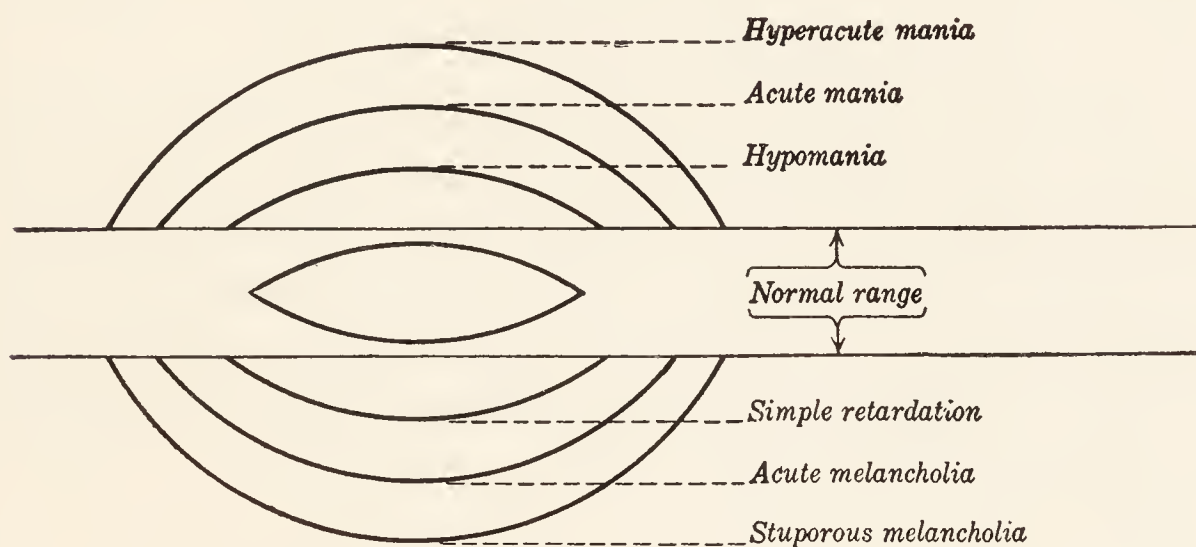 Hyperacute mania
Acute mania
Hypomania
Normal range
Simple retardation
Acute melancholia
Stuporous melancholia